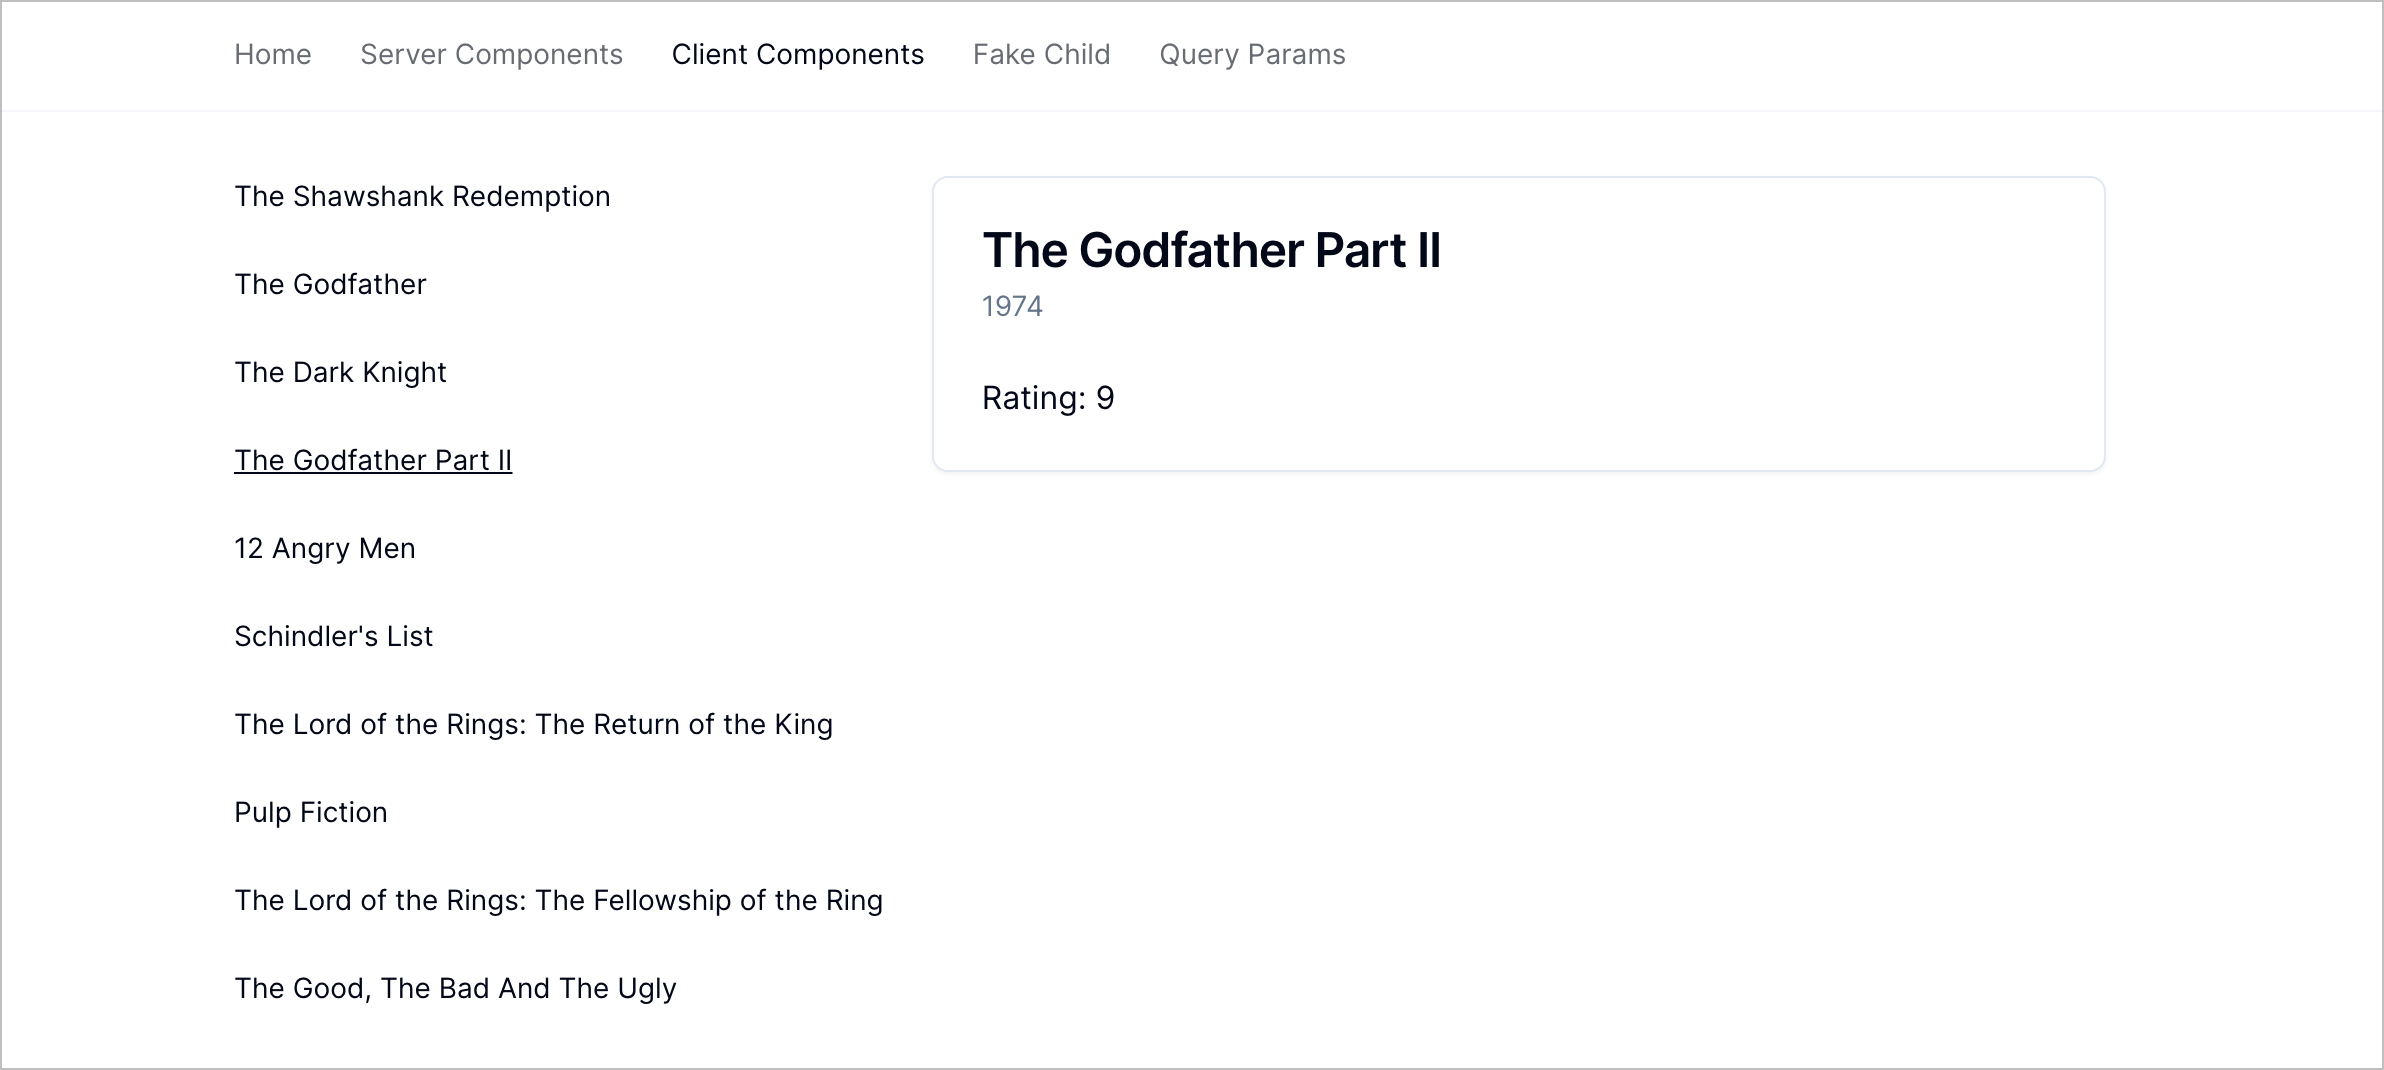 Home Server Components Client Components Fake Child Query Params
The Shawshank Redemption
The Godfather
The Dark Knight
The Godfather Part II
12 Angry Men
Schindler's List
The Lord of the Rings: The Return of the King
Pulp Fiction
The Lord of the Rings: The Fellowship of the Ring
The Good, The Bad And The Ugly
The Godfather Part II
1974
Rating: 9